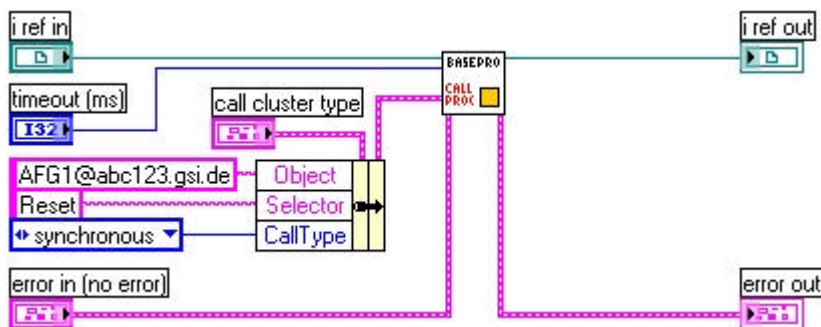 i ref in
i ref out
BASEPRO
CALL
PROC
timeout (ms)
I32
call cluster type
AFG1@abc123.gsi.de
Object
Reset
Selector
synchronous
CallType
error in (no error)
error out